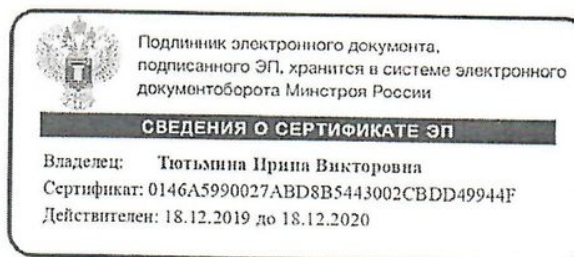 Подлинник электронного документа,
подписанного ЭП, хранится в системе электронного
документооборота Минстроя России
СВЕДЕНИЯ О СЕРТИФИКАТЕ ЭП
Владелец: Тютьмина Ирина Викторовна
Сертификат: 0146A5990027ABD8B5443002CBDD49944F
Действителен: 18.12.2019 до 18.12.2020